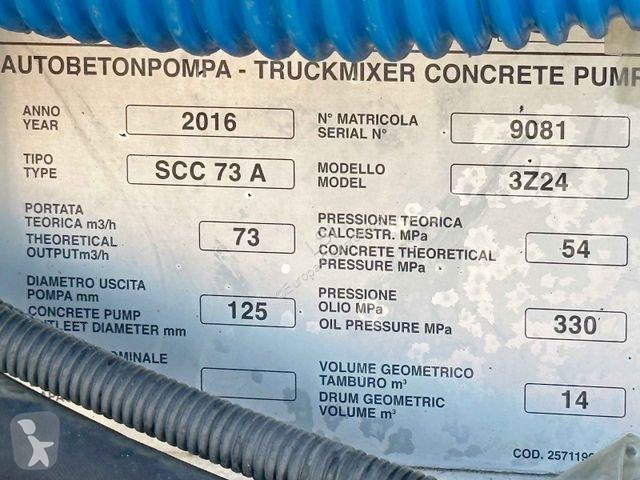 AUTOBETONPOMPA - TRUCKMIXER CONCRETE PUMP
ANNO
YEAR
2016
N° MATRICOLA
SERIAL N°
9081
TIPO
TYPE
SCC 73 A
MODELLO
MODEL
3Z24
PORTATA
TEORICA m3/h
THEORETICAL
OUTPUTm3/h
73
PRESSIONE TEORICA
CALCESTR. MPa
CONCRETE THEORETICAL
PRESSURE MPa
54
DIAMETRO USCITA
POMPA mm
CONCRETE PUMP
DIAMETER mm
125
PRESSIONE
OLIO MPa
OIL PRESSURE MPa
330
VOLUME GEOMETRICO
TAMBURO m³
DRUM GEOMETRIC
VOLUME m³
14
COD.